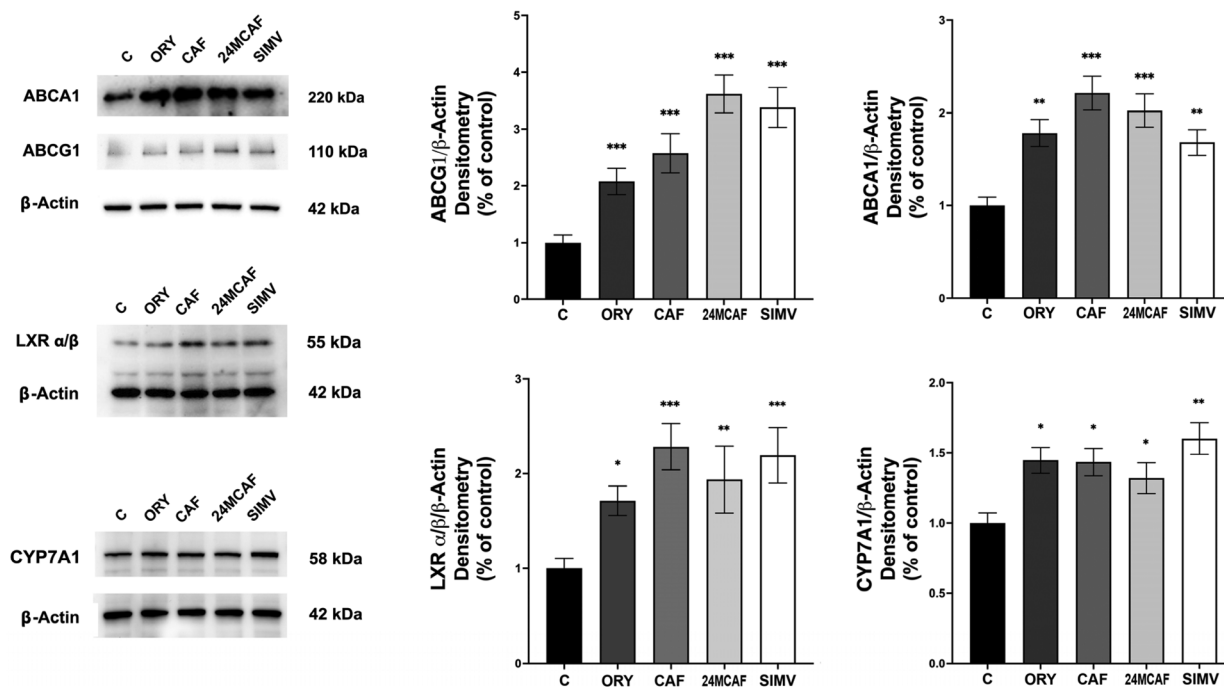 C ORY CAF 24MCAF SIMV
ABCA1 220 kDa
ABCG1 110 kDa
β-Actin 42 kDa
C ORY CAF 24MCAF SIMV
LXR α/β 55 kDa
β-Actin 42 kDa
C ORY CAF 24MCAF SIMV
CYP7A1 58 kDa
β-Actin 42 kDa
ABCG1/β-Actin
Densitometry
(% of control)
5
4
3
2
1
0
***
***
***
***
C ORY CAF 24MCAF SIMV
ABCA1/β-Actin
Densitometry
(% of control)
3
2
1
0
**
***
***
**
C ORY CAF 24MCAF SIMV
LXR α/β/β-Actin
Densitometry
(% of control)
3
2
1
0
*
***
**
***
C ORY CAF 24MCAF SIMV
CYP7A1/β-Actin
Densitometry
(% of control)
2.0
1.5
1.0
0.5
0.0
*
*
*
**
C ORY CAF 24MCAF SIMV